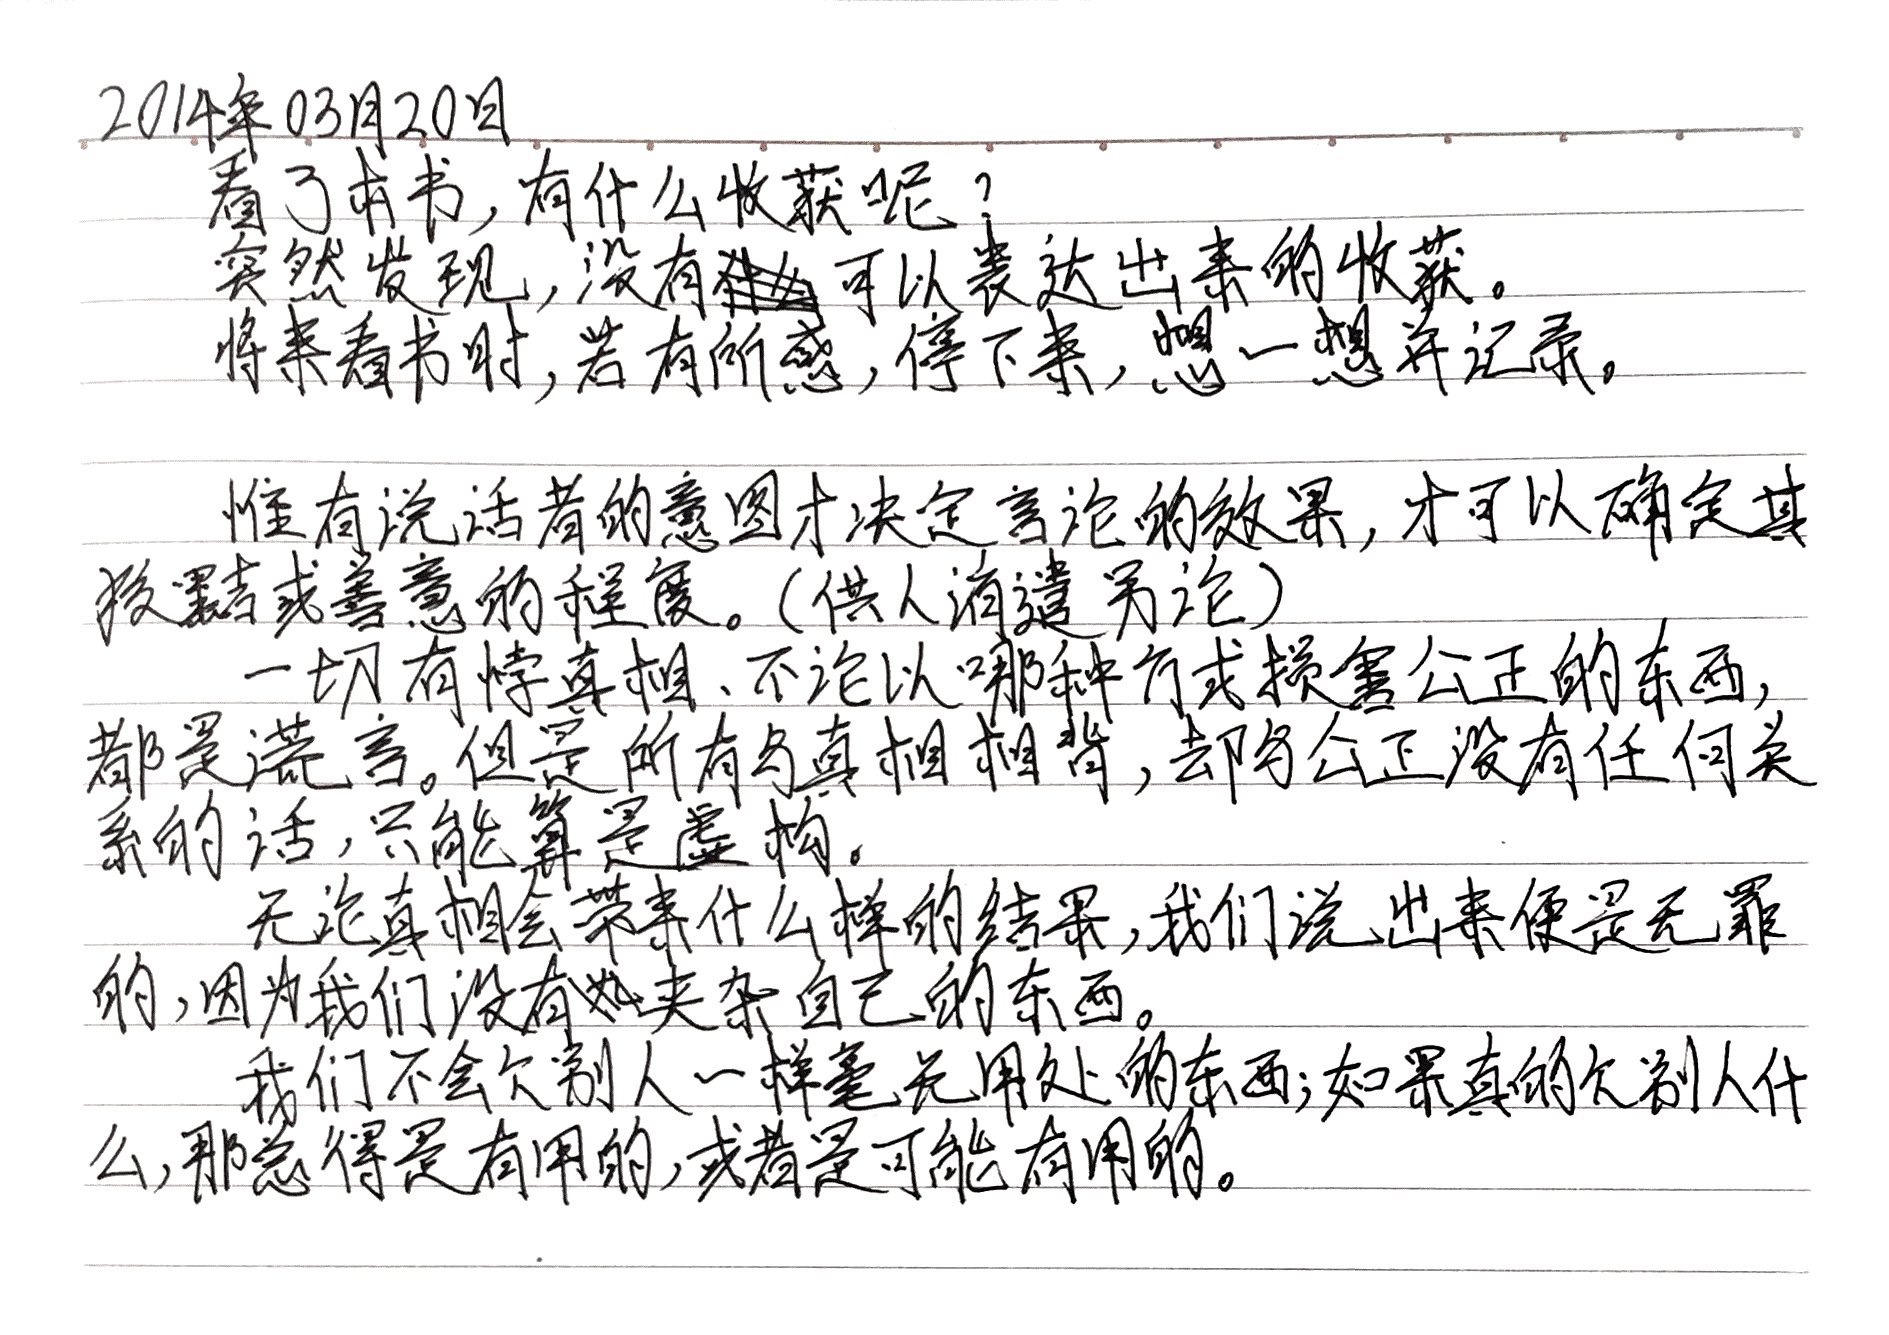 2014年03月20日
看了本书，有什么收获呢？
突然发现，没有可以表达出来的收获。
将来看书时，若有所感，停下来，想一想并记录。
惟有说话者的意图才决定言论的效果，才可以确定其
狡黠或善意的程度。（供人消遣另论）
一切有悖真相、不论以哪种方式损害公正的东西，
都是谎言。但是所有与真相相背，却与公正没有任何关
系的话，只能算是虚构。
无论真相会带来什么样的结果，我们说出来便是无罪
的，因为我们没有夹杂自己的东西。
我们不会欠别人一样毫无用处的东西；如果真的欠别人什
么，那总得是有用的，或者是可能有用的。